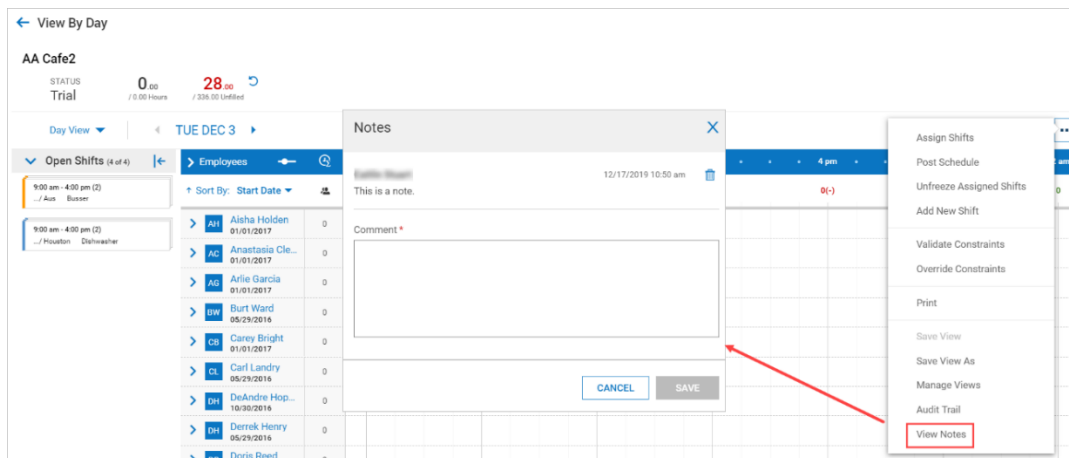 View By Day
AA Cafe2
STATUS
Trial
0.00
/ 0.00 Hours
28.00
/ 336.00 Unfilled
Day View
TUE DEC 3
Open Shifts (4 of 4)
9:00 am - 4:00 pm (2)
.../ Aus Busser
9:00 am - 4:00 pm (2)
.../ Houston Dishwasher
Employees
↑ Sort By: Start Date
AH Aisha Holden 0
01/01/2017
AC Anastasia Cle... 0
01/01/2017
AG Arlie Garcia 0
01/01/2017
BW Burt Ward 0
05/29/2016
CB Carey Bright 0
01/01/2017
CL Carl Landry 0
05/29/2016
DH DeAndre Hop... 0
10/30/2016
DH Derrek Henry 0
05/29/2016
Doris Reed
Notes
12/17/2019 10:50 am
This is a note.
Comment *
CANCEL SAVE
4 pm
0(-)
am
0
Assign Shifts
Post Schedule
Unfreeze Assigned Shifts
Add New Shift
Validate Constraints
Override Constraints
Print
Save View
Save View As
Manage Views
Audit Trail
View Notes